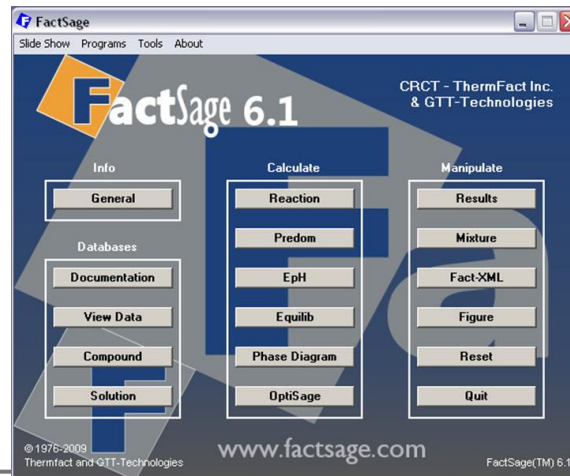 FactSage
Slide Show Programs Tools About
FactSage 6.1
CRCT - ThermFact Inc.
& GTT-Technologies
Info
General
Databases
Documentation
View Data
Compound
Solution
Calculate
Reaction
Predom
EpH
Equilib
Phase Diagram
OptiSage
Manipulate
Results
Mixture
Fact-XML
Figure
Reset
Quit
© 1976-2009
Thermfact and GTT-Technologies
www.factsage.com
FactSage(TM) 6.1